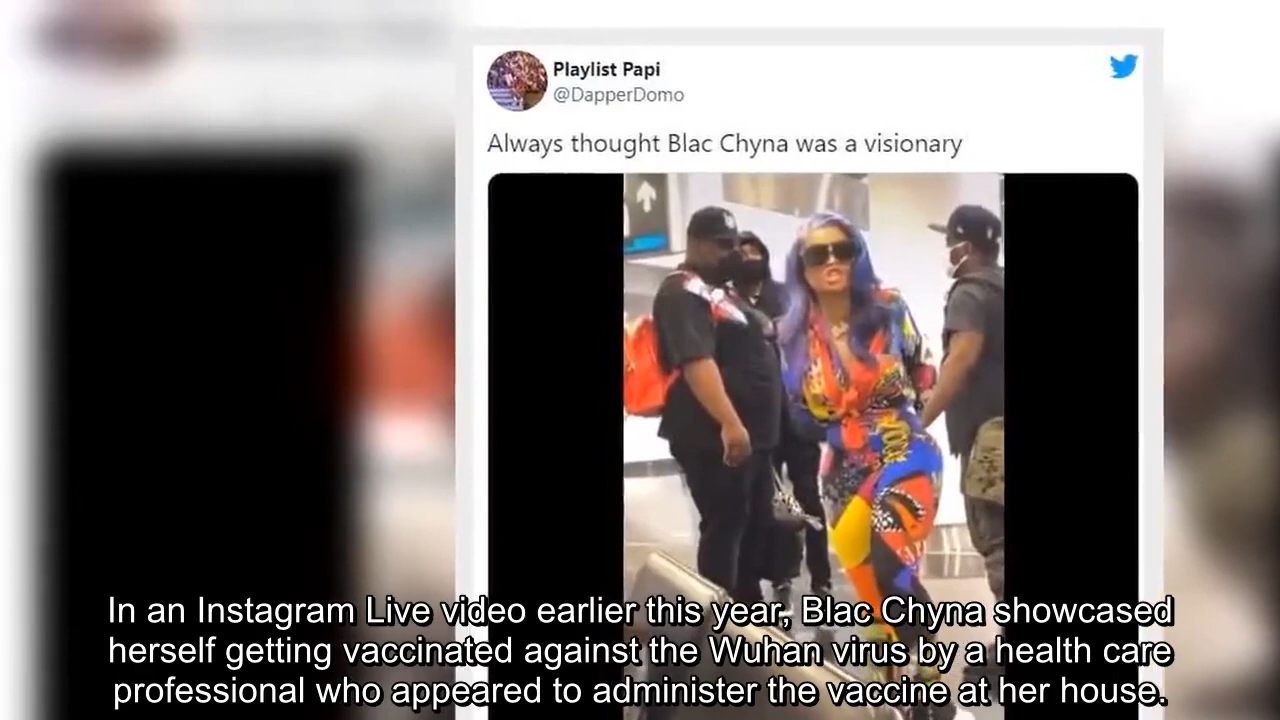 Playlist Papi
@DapperDomo
Always thought Blac Chyna was a visionary
In an Instagram Live video earlier this year, Blac Chyna showcased
herself getting vaccinated against the Wuhan virus by a health care
professional who appeared to administer the vaccine at her house.